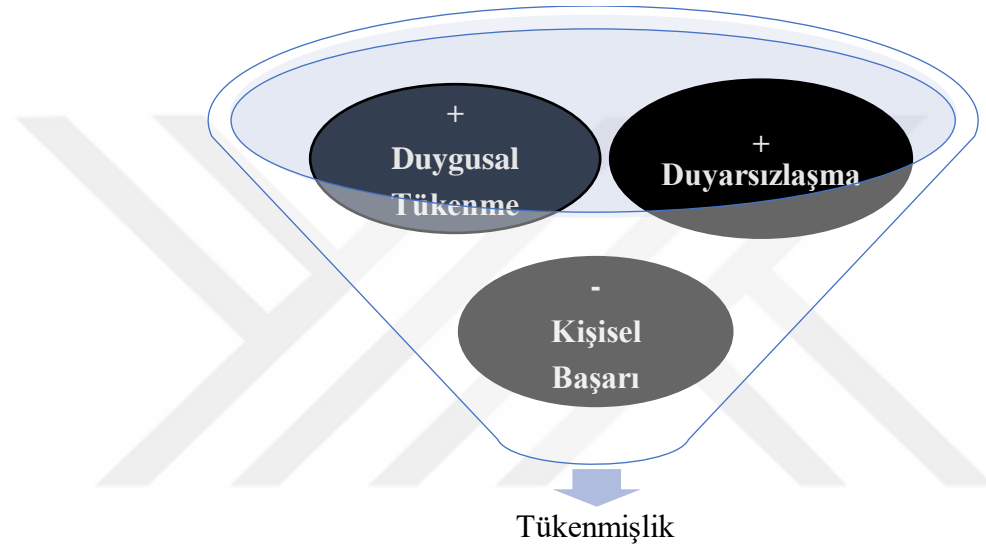 +
Duygusal
Tükenme
+
Duyarsızlaşma
-
Kişisel
Başarı
Tükenmişlik